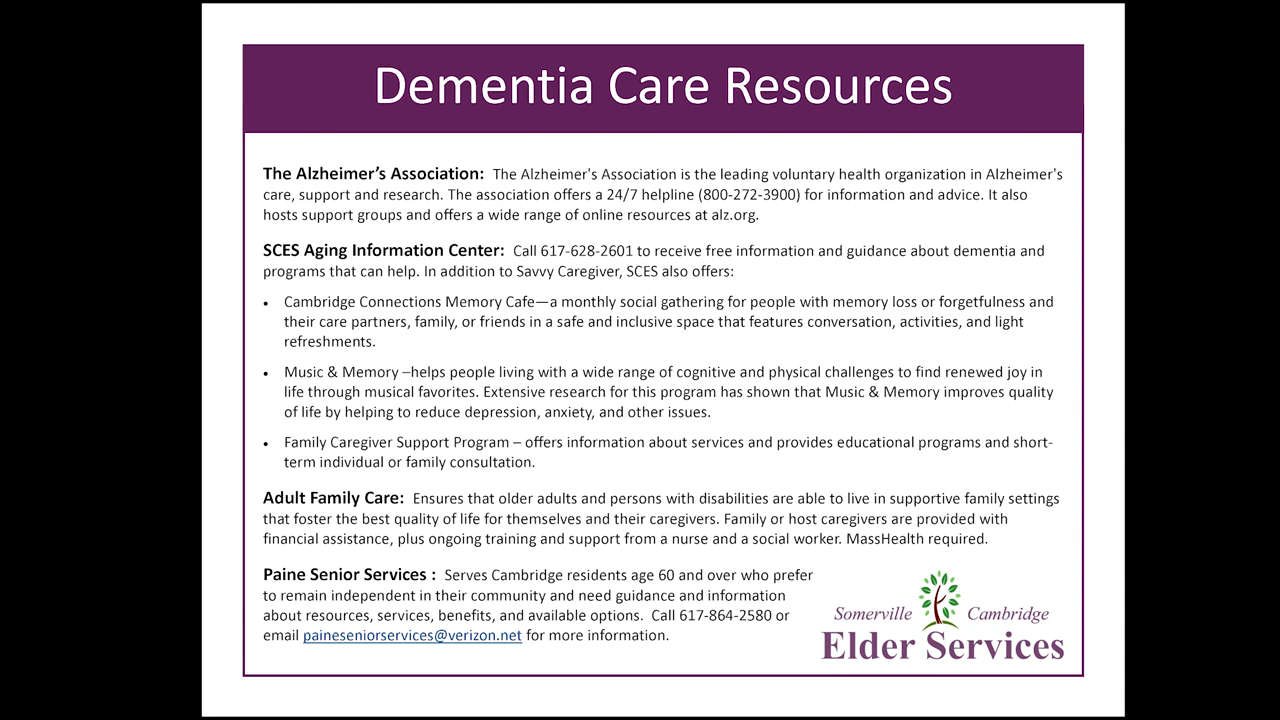 Dementia Care Resources
The Alzheimer’s Association: The Alzheimer's Association is the leading voluntary health organization in Alzheimer's
care, support and research. The association offers a 24/7 helpline (800-272-3900) for information and advice. It also
hosts support groups and offers a wide range of online resources at alz.org.
SCES Aging Information Center: Call 617-628-2601 to receive free information and guidance about dementia and
programs that can help. In addition to Savvy Caregiver, SCES also offers:
• Cambridge Connections Memory Cafe—a monthly social gathering for people with memory loss or forgetfulness and
their care partners, family, or friends in a safe and inclusive space that features conversation, activities, and light
refreshments.
• Music & Memory –helps people living with a wide range of cognitive and physical challenges to find renewed joy in
life through musical favorites. Extensive research for this program has shown that Music & Memory improves quality
of life by helping to reduce depression, anxiety, and other issues.
• Family Caregiver Support Program – offers information about services and provides educational programs and short-
term individual or family consultation.
Adult Family Care: Ensures that older adults and persons with disabilities are able to live in supportive family settings
that foster the best quality of life for themselves and their caregivers. Family or host caregivers are provided with
financial assistance, plus ongoing training and support from a nurse and a social worker. MassHealth required.
Paine Senior Services : Serves Cambridge residents age 60 and over who prefer
to remain independent in their community and need guidance and information
about resources, services, benefits, and available options. Call 617-864-2580 or
email paineseniorservices@verizon.net for more information.
Somerville Cambridge
Elder Services